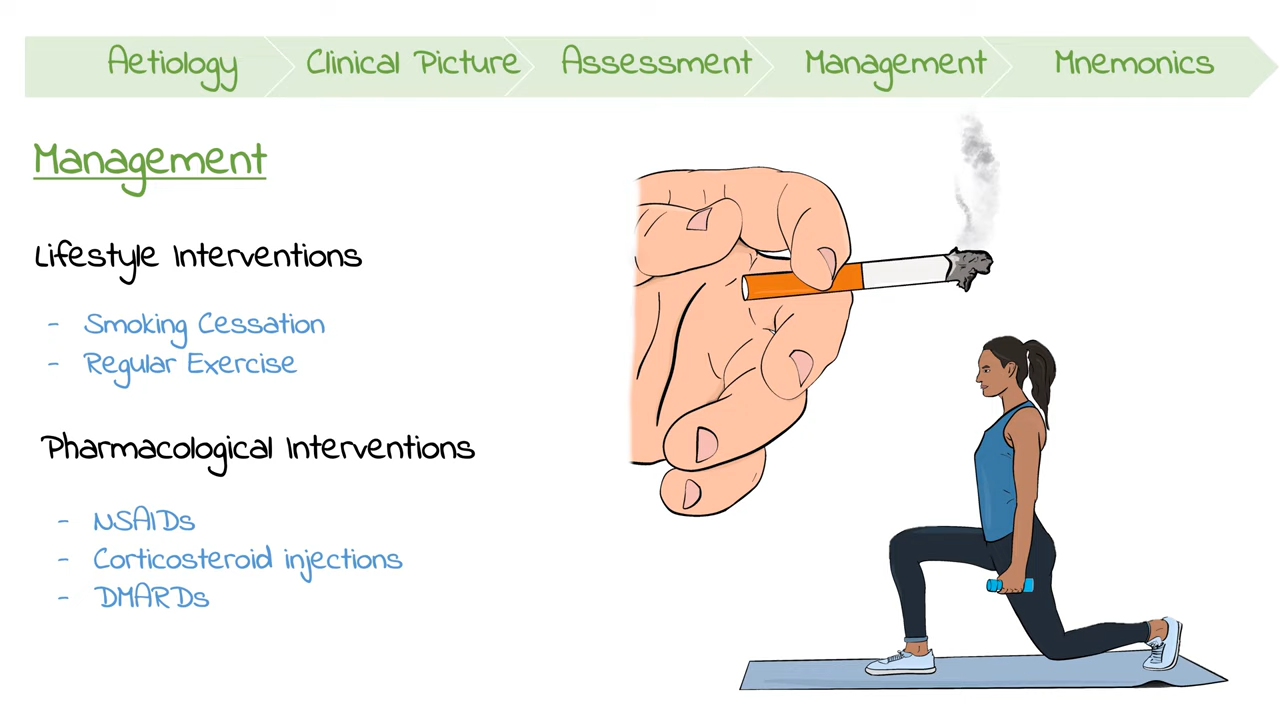 Aetiology Clinical Picture Assessment Management Mnemonics
Management
Lifestyle Interventions
- Smoking Cessation
- Regular Exercise
Pharmacological Interventions
- NSAIDs
- Corticosteroid injections
- DMARDs